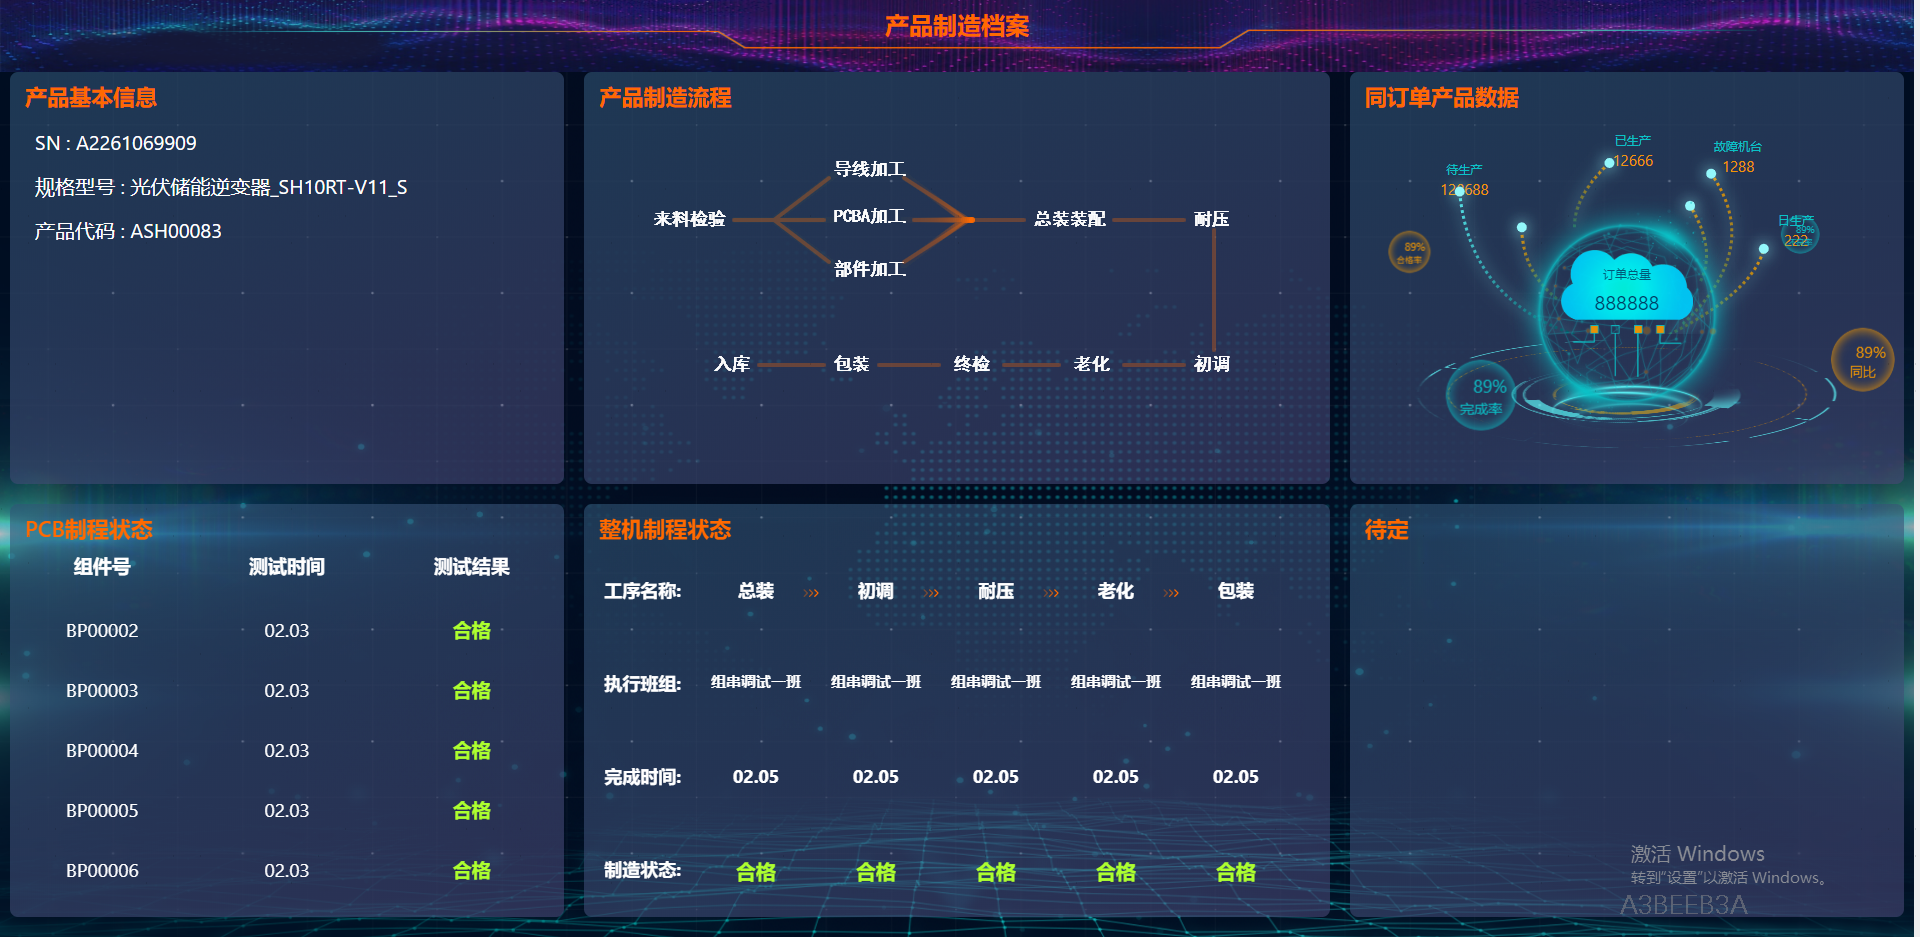 产品制造档案
产品基本信息
SN : A2261069909
规格型号 : 光伏储能逆变器_SH10RT-V11_S
产品代码 : ASH00083
产品制造流程
导线加工
来料检验 PCBA加工 总装装配 耐压
部件加工
入库 包装 终检 老化 初调
同订单产品数据
已生产
12666
故障机台
1288
待生产
128688
日生产
222
89%
89%
合格率
订单总量
888888
89%
同比
89%
完成率
PCB制程状态
组件号 测试时间 测试结果
BP00002 02.03 合格
BP00003 02.03 合格
BP00004 02.03 合格
BP00005 02.03 合格
BP00006 02.03 合格
整机制程状态
工序名称: 总装 >>> 初调 >>> 耐压 >>> 老化 >>> 包装
执行班组: 组串调试一班 组串调试一班 组串调试一班 组串调试一班 组串调试一班
完成时间: 02.05 02.05 02.05 02.05 02.05
制造状态: 合格 合格 合格 合格 合格
待定
激活 Windows
转到"设置"以激活 Windows。
A3BEEB3A